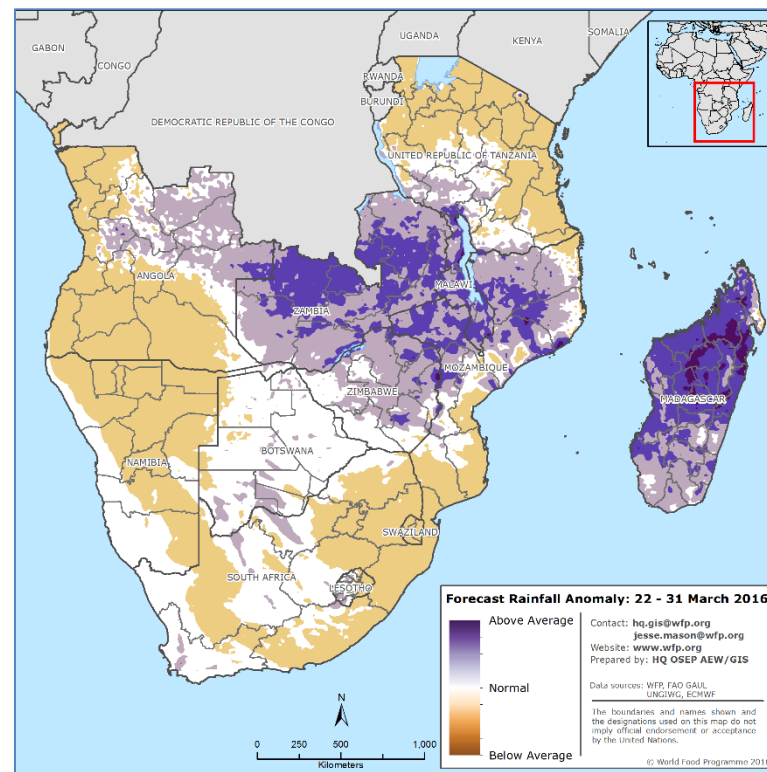 UGANDA
SOMALIA
GABON
KENYA
CONGO
RWANDA
BURUNDI
DEMOCRATIC REPUBLIC OF THE CONGO
UNITED REPUBLIC OF TANZANIA
ANGOLA
MALAWI
ZAMBIA
MOZAMBIQUE
ZIMBABWE
MADAGASCAR
BOTSWANA
NAMIBIA
SWAZILAND
SOUTH AFRICA
LESOTHO
N
0 250 500 1,000
Kilometers
Forecast Rainfall Anomaly: 22 - 31 March 2016
Above Average
Normal
Below Average
Contact: hq.gis@wfp.org
jesse.mason@wfp.org
Website: www.wfp.org
Prepared by: HQ OSEP AEW/GIS
Data sources: WFP, FAO GAUL
UNGIWG, ECMWF
The boundaries and names shown and
the designations used on this map do not
imply official endorsement or acceptance
by the United Nations.
© World Food Programme 2016